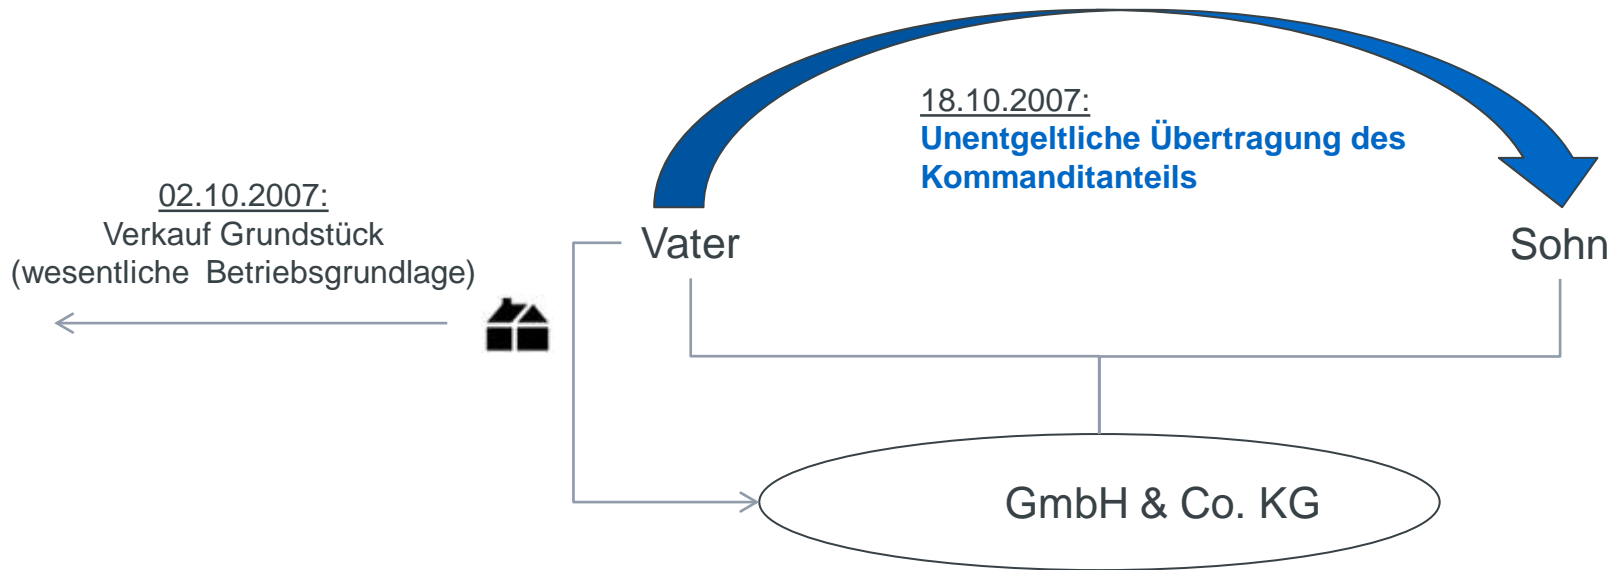 18.10.2007:
Unentgeltliche Übertragung des
Kommanditanteils
02.10.2007:
Verkauf Grundstück
(wesentliche Betriebsgrundlage)
Vater
Sohn
GmbH & Co. KG